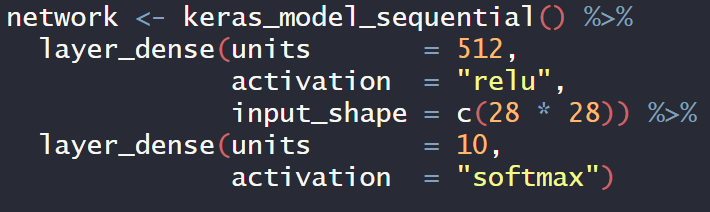 network <- keras_model_sequential() %>%
  layer_dense(units       = 512,
              activation  = "relu",
              input_shape = c(28 * 28)) %>%
  layer_dense(units       = 10,
              activation  = "softmax")